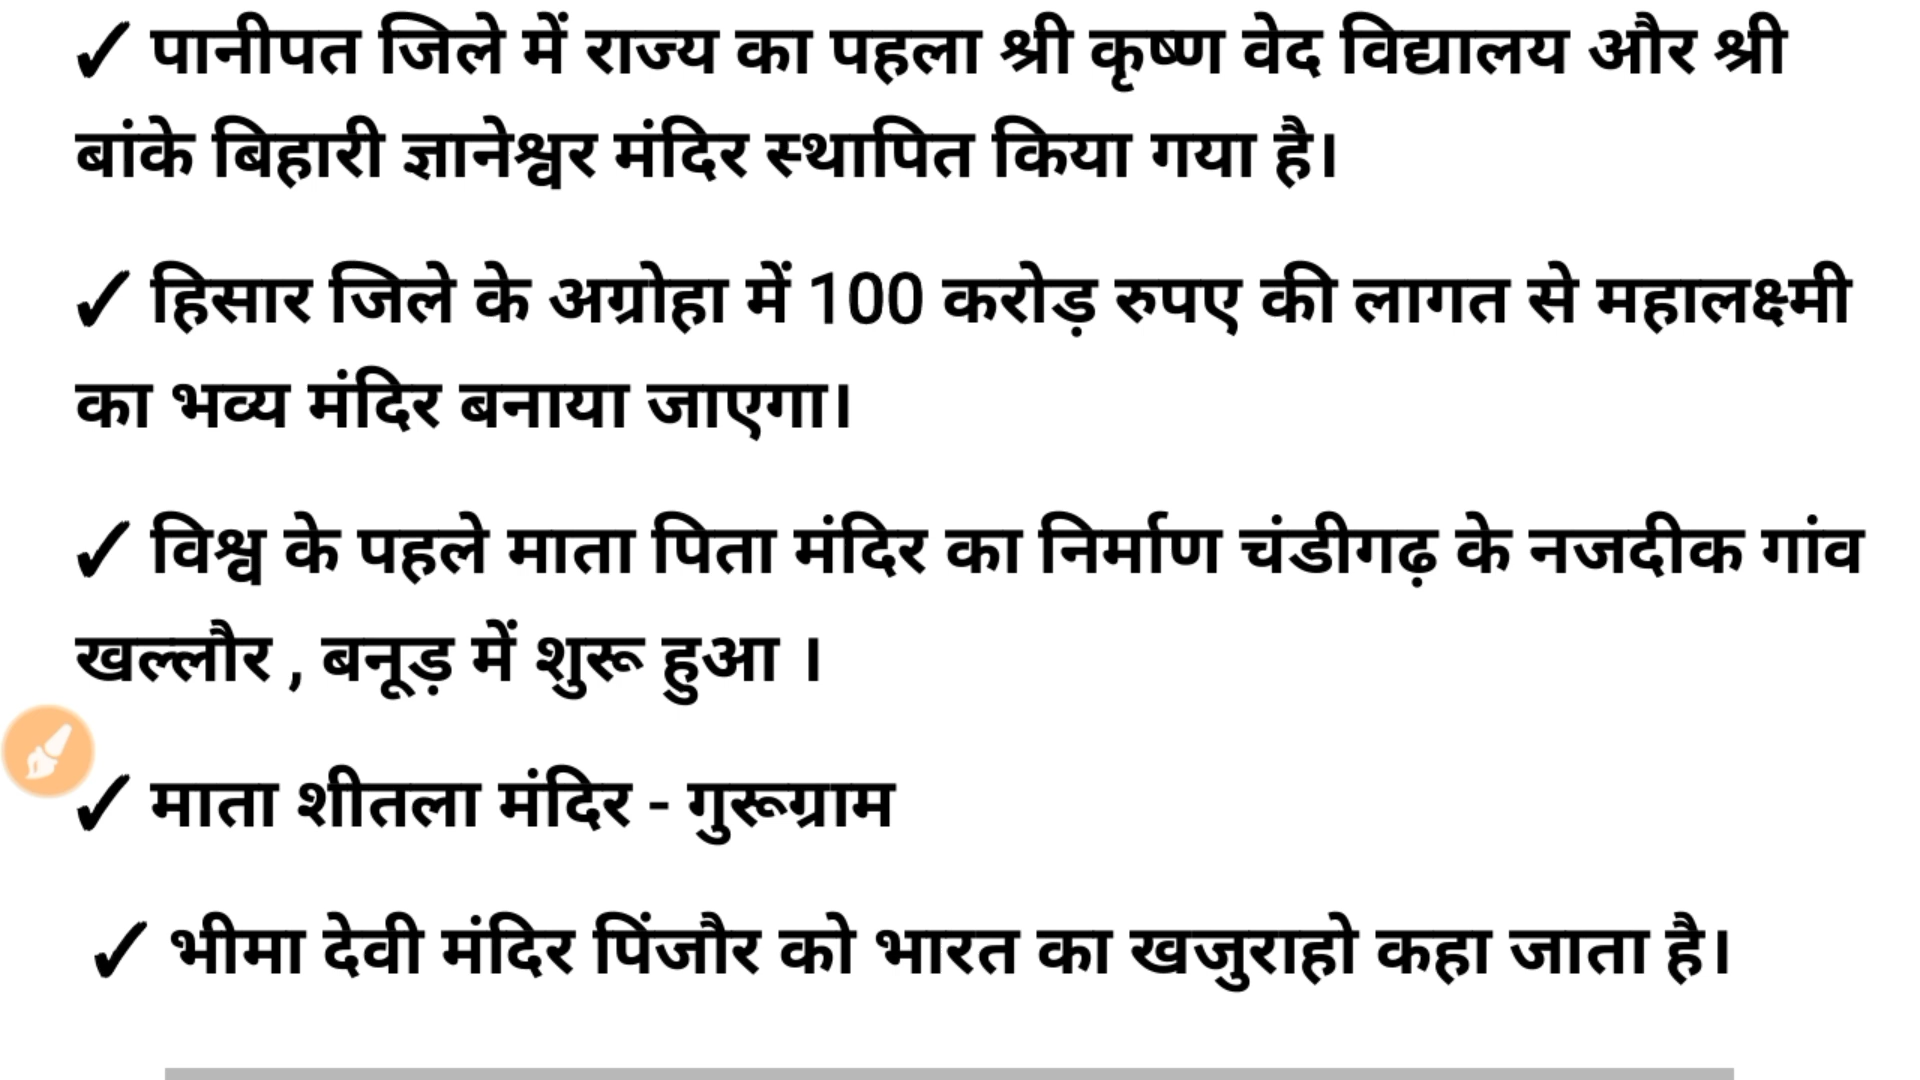 ✓ पानीपत जिले में राज्य का पहला श्री कृष्ण वेद विद्यालय और श्री
बांके बिहारी ज्ञानेश्वर मंदिर स्थापित किया गया है।
✓ हिसार जिले के अग्रोहा में 100 करोड़ रुपए की लागत से महालक्ष्मी
का भव्य मंदिर बनाया जाएगा।
✓ विश्व के पहले माता पिता मंदिर का निर्माण चंडीगढ़ के नजदीक गांव
खल्लौर , बनूड़ में शुरू हुआ ।
✓ माता शीतला मंदिर - गुरूग्राम
✓ भीमा देवी मंदिर पिंजौर को भारत का खजुराहो कहा जाता है।